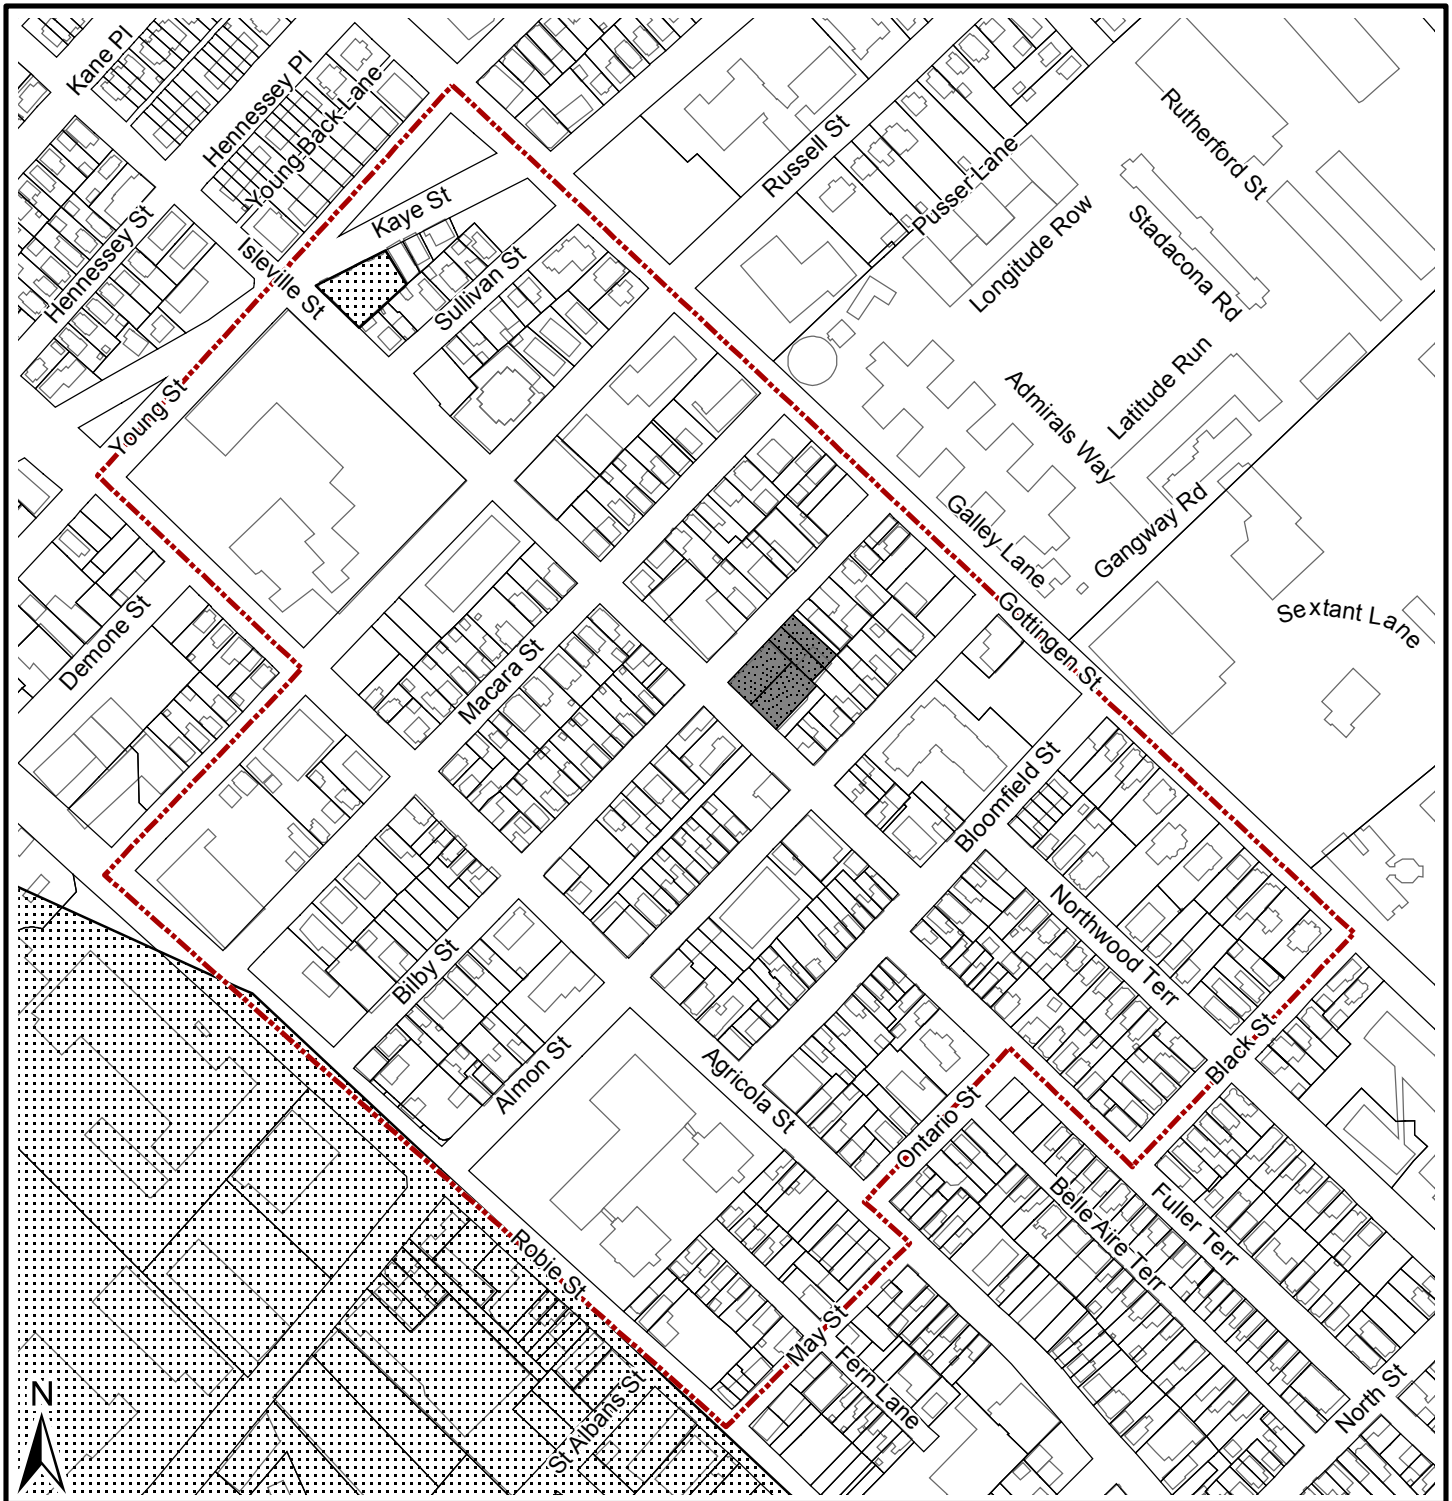 Kane Pl
Hennessey Pl
Young Back Lane
Hennessey St
Isleville St
Kaye St
Sullivan St
Russell St
Pusser Lane
Rutherford St
Stadacona Rd
Longitude Row
Latitude Run
Admirals Way
Galley Lane
Gangway Rd
Sextant Lane
Young St
Demone St
Macara St
Gottingen St
Bloomfield St
Northwood Terr
Bilby St
Almon St
Agricola St
Black St
Ontario St
Belle Aire Terr
Fuller Terr
Robie St
May St
Fern Lane
St Albans St
North St
N